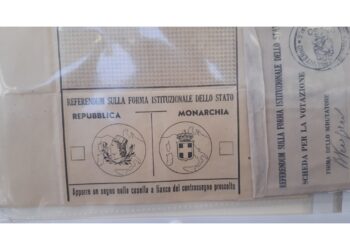 REFERENDUM SULLA FORMA ISTITUZIONALE DELLO STATO
REPUBBLICA
MONARCHIA
Apporre un segno nella casella a fianco del contrassegno prescelto
REFERENDUM SULLA FORMA ISTITUZIONALE DELLO STATO
SCHEDA PER LA VOTAZIONE
FIRMA DELLO SCRUTATORE